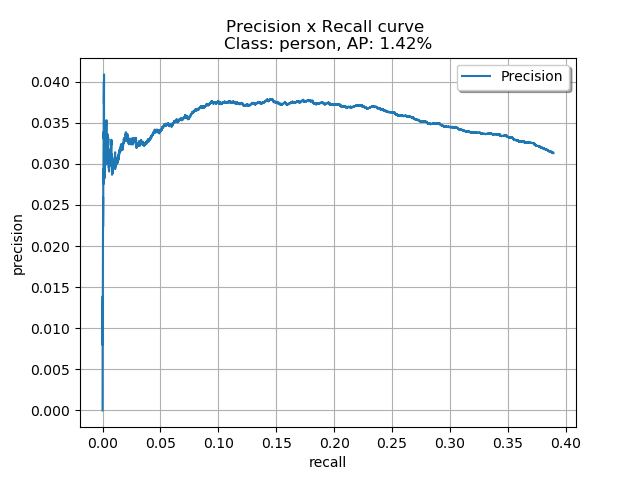 Precision x Recall curve
Class: person, AP: 1.42%
Precision
0.040
0.035
0.030
0.025
0.020
0.015
0.010
0.005
0.000
precision
0.00 0.05 0.10 0.15 0.20 0.25 0.30 0.35 0.40
recall